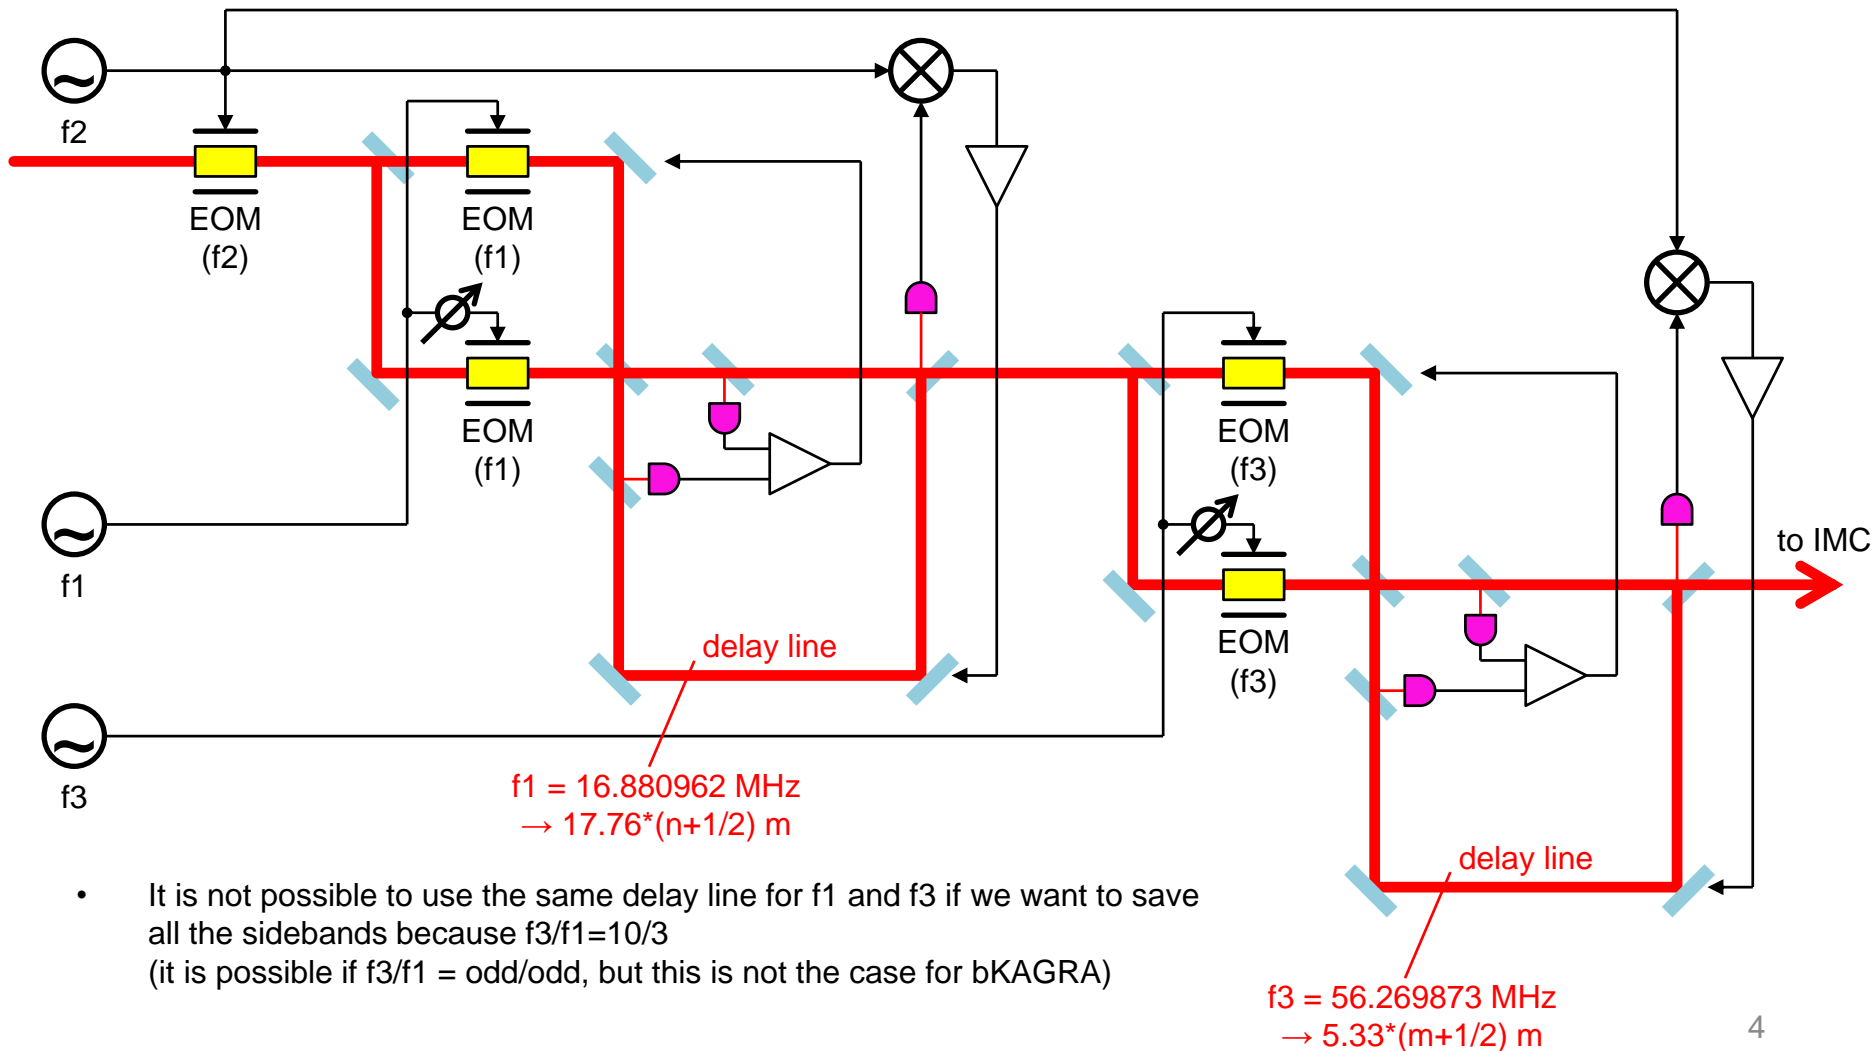 f2
EOM
(f2)
EOM
(f1)
EOM
(f1)
f1
EOM
(f3)
EOM
(f3)
to IMC
delay line
f3
f1 = 16.880962 MHz
→ 17.76*(n+1/2) m
delay line
• It is not possible to use the same delay line for f1 and f3 if we want to save
all the sidebands because f3/f1=10/3
(it is possible if f3/f1 = odd/odd, but this is not the case for bKAGRA)
f3 = 56.269873 MHz
→ 5.33*(m+1/2) m
4